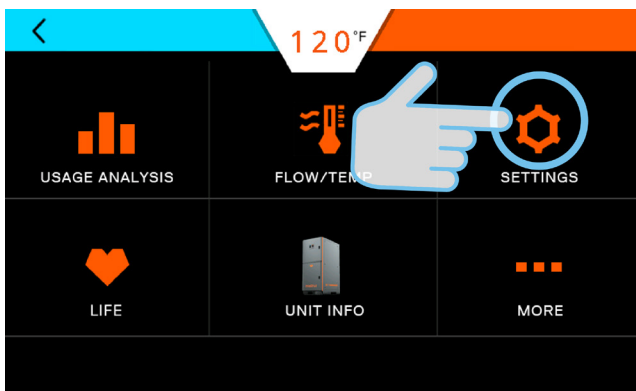 120°F
USAGE ANALYSIS
FLOW/TEMP
SETTINGS
LIFE
UNIT INFO
MORE